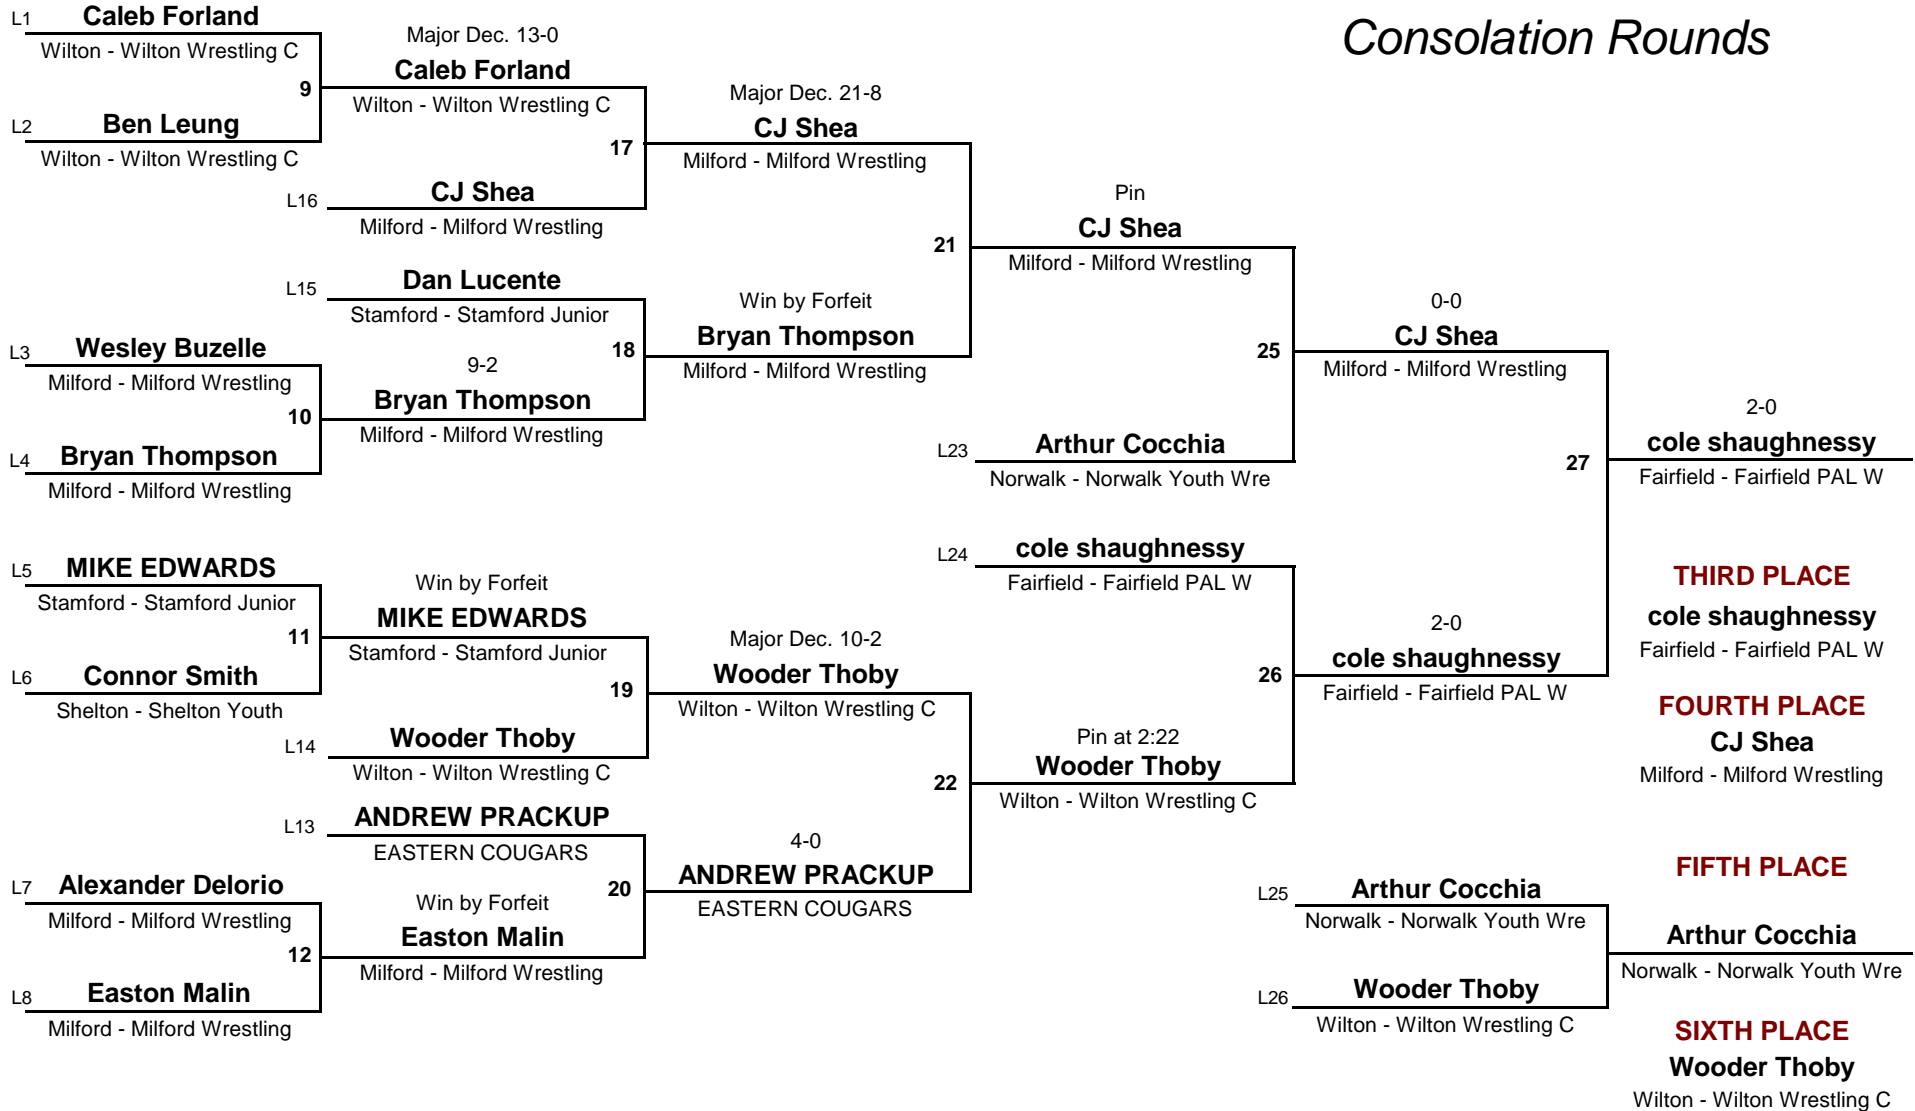 Consolation Rounds
L1 Caleb Forland
Wilton - Wilton Wrestling C
9
L2 Ben Leung
Wilton - Wilton Wrestling C
Major Dec. 13-0
Caleb Forland
Wilton - Wilton Wrestling C
17
L16 CJ Shea
Milford - Milford Wrestling
L15 Dan Lucente
Stamford - Stamford Junior
18
L3 Wesley Buzelle
Milford - Milford Wrestling
10
L4 Bryan Thompson
Milford - Milford Wrestling
9-2
Bryan Thompson
Milford - Milford Wrestling
Major Dec. 21-8
CJ Shea
Milford - Milford Wrestling
21
Win by Forfeit
Bryan Thompson
Milford - Milford Wrestling
Pin
CJ Shea
Milford - Milford Wrestling
25
L23 Arthur Cocchia
Norwalk - Norwalk Youth Wre
0-0
CJ Shea
Milford - Milford Wrestling
27
2-0
cole shaughnessy
Fairfield - Fairfield PAL W
L5 MIKE EDWARDS
Stamford - Stamford Junior
11
L6 Connor Smith
Shelton - Shelton Youth
Win by Forfeit
MIKE EDWARDS
Stamford - Stamford Junior
19
L14 Wooder Thoby
Wilton - Wilton Wrestling C
L13 ANDREW PRACKUP
EASTERN COUGARS
20
L7 Alexander Delorio
Milford - Milford Wrestling
12
L8 Easton Malin
Milford - Milford Wrestling
Win by Forfeit
Easton Malin
Milford - Milford Wrestling
Major Dec. 10-2
Wooder Thoby
Wilton - Wilton Wrestling C
22
4-0
ANDREW PRACKUP
EASTERN COUGARS
L24 cole shaughnessy
Fairfield - Fairfield PAL W
26
Pin at 2:22
Wooder Thoby
Wilton - Wilton Wrestling C
2-0
cole shaughnessy
Fairfield - Fairfield PAL W
THIRD PLACE
cole shaughnessy
Fairfield - Fairfield PAL W
FOURTH PLACE
CJ Shea
Milford - Milford Wrestling
L25 Arthur Cocchia
Norwalk - Norwalk Youth Wre
L26 Wooder Thoby
Wilton - Wilton Wrestling C
FIFTH PLACE
Arthur Cocchia
Norwalk - Norwalk Youth Wre
SIXTH PLACE
Wooder Thoby
Wilton - Wilton Wrestling C